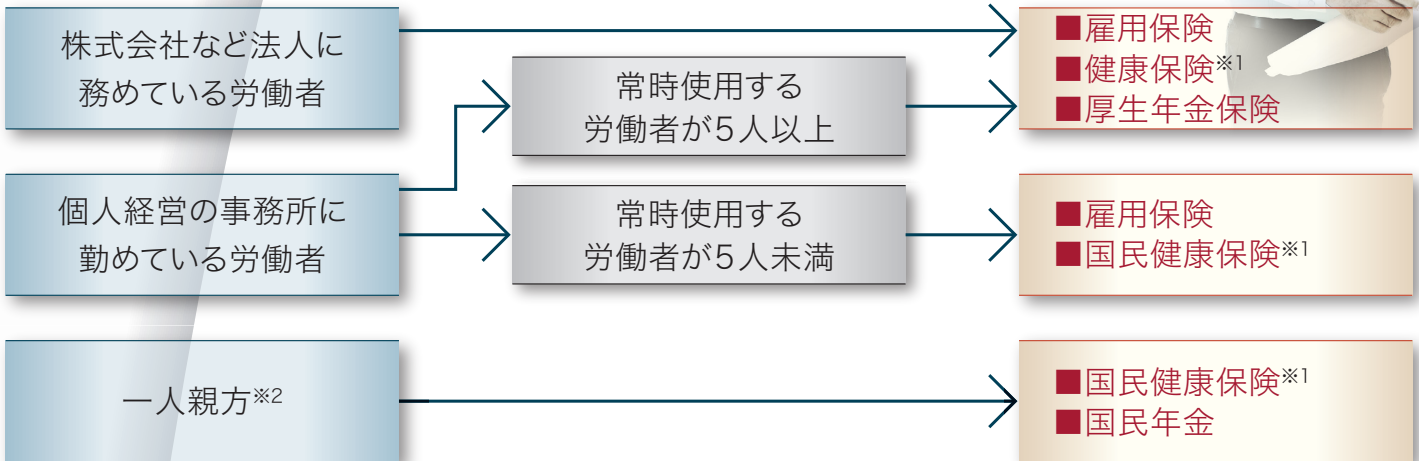 株式会社など法人に
務めている労働者
常時使用する
労働者が5人以上
■雇用保険
■健康保険※1
■厚生年金保険
個人経営の事務所に
勤めている労働者
常時使用する
労働者が5人未満
■雇用保険
■国民健康保険※1
一人親方※2
■国民健康保険※1
■国民年金